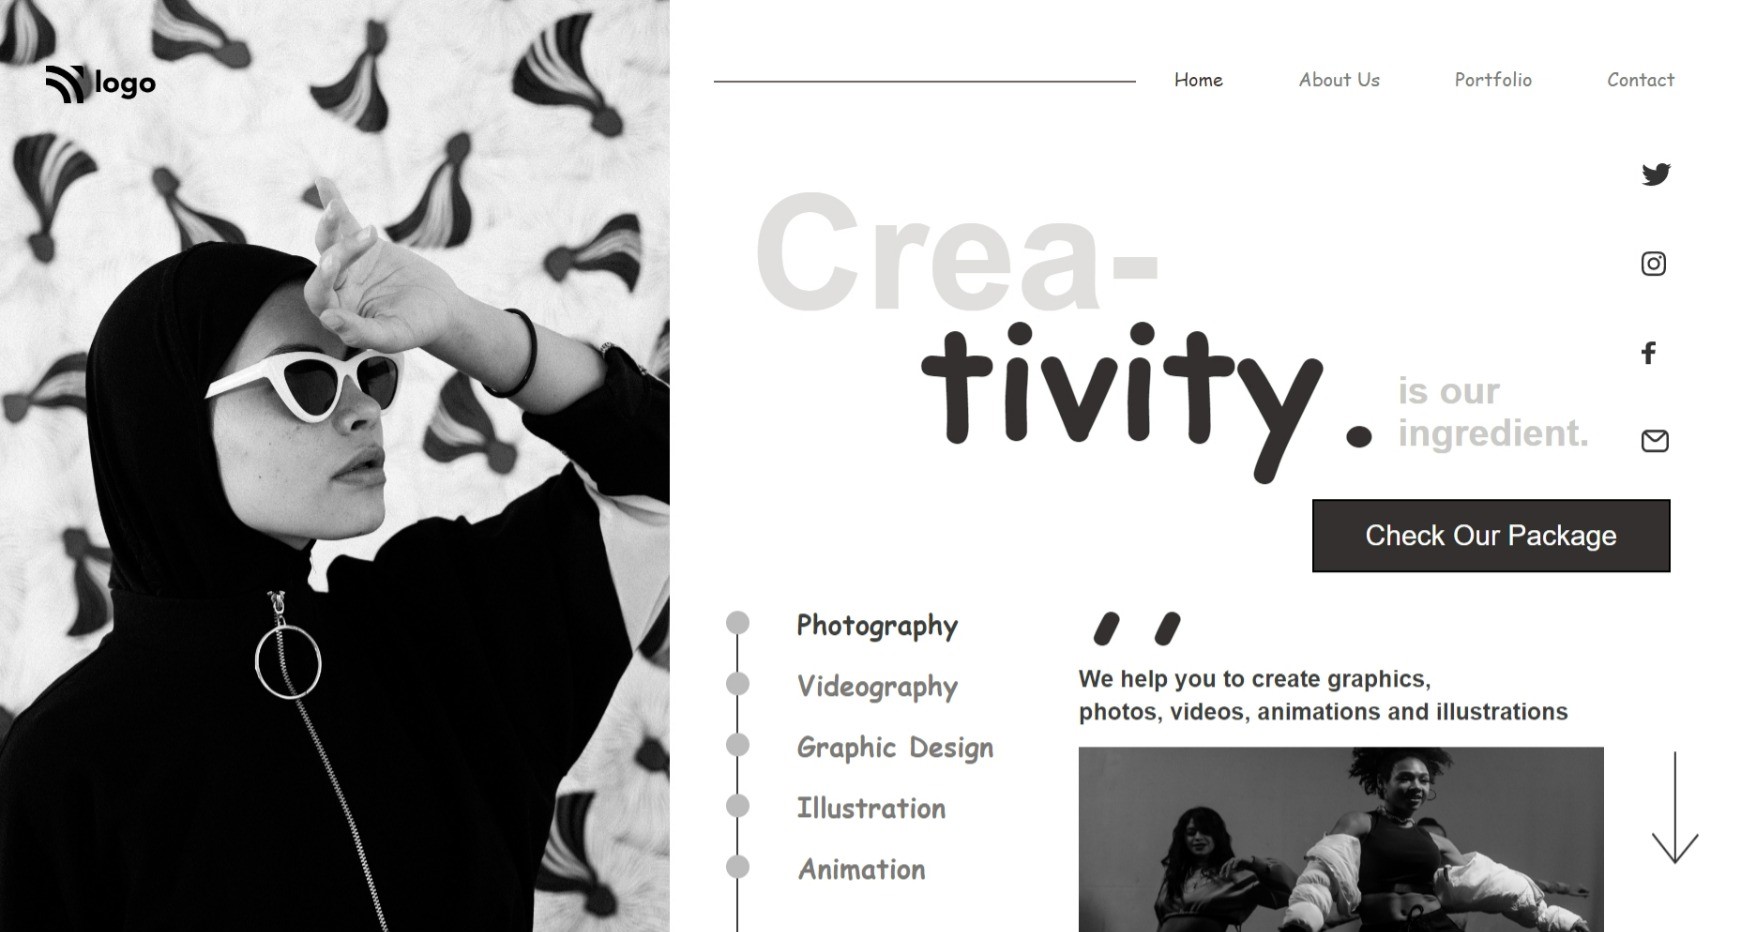 logo
Home About Us Portfolio Contact
Crea-
tivity.
is our
ingredient.
Check Our Package
Photography
Videography
Graphic Design
Illustration
Animation
We help you to create graphics,
photos, videos, animations and illustrations